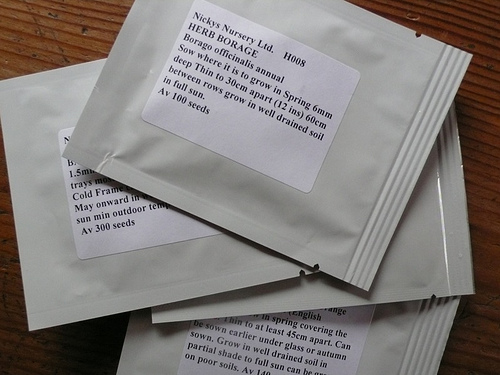 Nickys Nursery Ltd. H008
HERB BORAGE
Borago officinalis annual
Sow where it is to grow in Spring 6mm
deep Thin to 30cm apart (12 ins) 60cm
between rows grow in well drained soil
in full sun.
Av 100 seeds
trays
Cold Frame
May onward in
sun min outdoor
Av 300 seeds
(English
in spring covering the
Thin to at least 45cm apart. Can
be sown earlier under glass or autumn
sown. Grow in well drained soil in
partial shade to full sun can be
on poor soils. Av